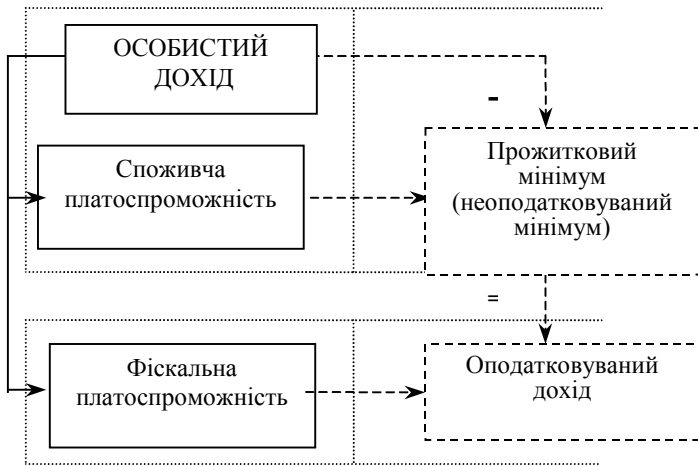 ОСОБИСТИЙ
ДОХІД
-
Споживча
платоспроможність
Прожитковий
мінімум
(неоподатковуваний
мінімум)
=
Фіскальна
платоспроможність
Оподатковуваний
дохід